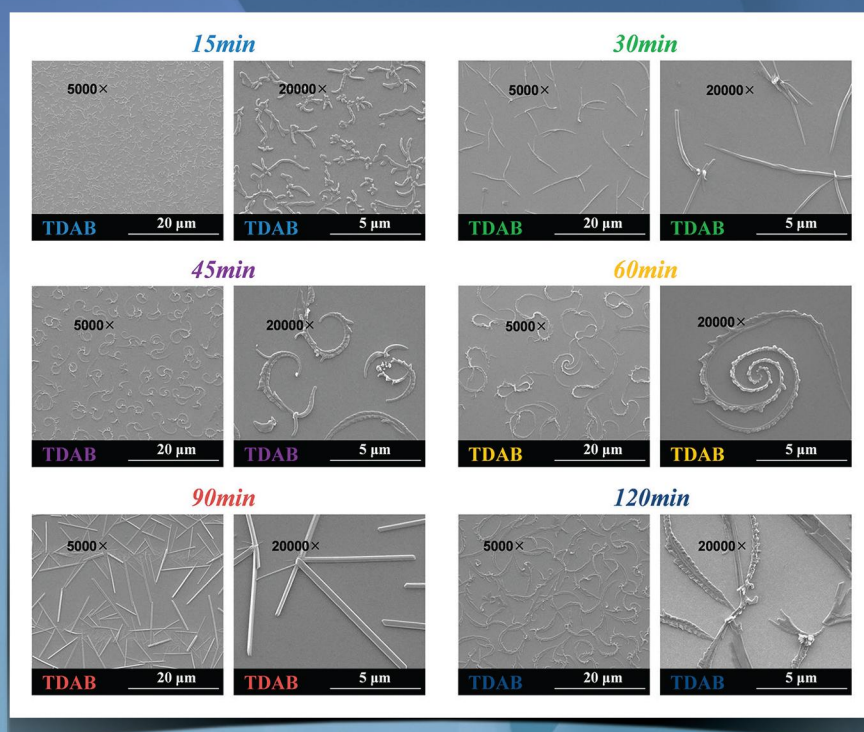 15min
30min
5000×
20000×
5000×
20000×
TDAB
20 μm
TDAB
5 μm
TDAB
20 μm
TDAB
5 μm
45min
60min
5000×
20000×
5000×
20000×
TDAB
20 μm
TDAB
5 μm
TDAB
20 μm
TDAB
5 μm
90min
120min
5000×
20000×
5000×
20000×
TDAB
20 μm
TDAB
5 μm
TDAB
20 μm
TDAB
5 μm